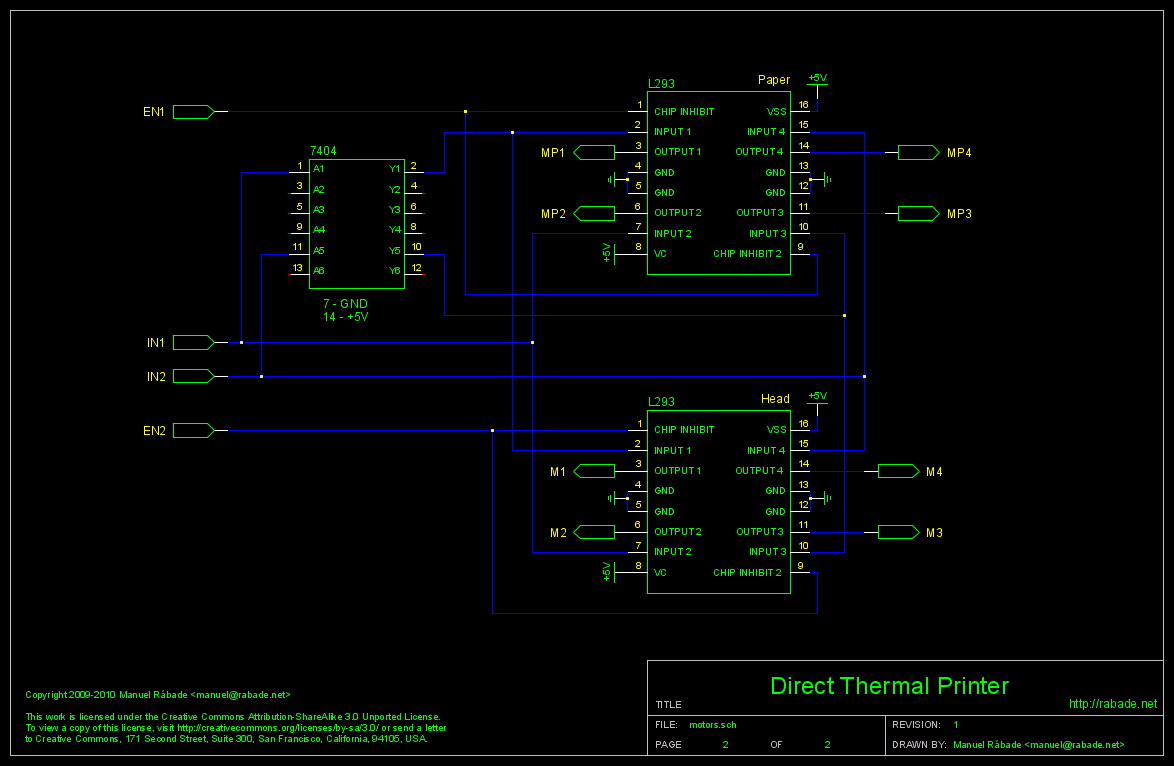 Paper
+5V
L293
EN1
1 CHIP INHIBIT VSS 16
2 INPUT 1 INPUT 4 15
MP1 3 OUTPUT 1 OUTPUT 4 14 MP4
4 GND GND 13
5 GND GND 12
MP2 6 OUTPUT 2 OUTPUT 3 11 MP3
7 INPUT 2 INPUT 3 10
+5V 8 VC CHIP INHIBIT 2 9
7404
1 A1 Y1 2
3 A2 Y2 4
5 A3 Y3 6
9 A4 Y4 8
11 A5 Y5 10
13 A6 Y6 12
7 - GND
14 - +5V
IN1
IN2
EN2
Head
+5V
L293
1 CHIP INHIBIT VSS 16
2 INPUT 1 INPUT 4 15
M1 3 OUTPUT 1 OUTPUT 4 14 M4
4 GND GND 13
5 GND GND 12
M2 6 OUTPUT 2 OUTPUT 3 11 M3
7 INPUT 2 INPUT 3 10
+5V 8 VC CHIP INHIBIT 2 9
Copyright 2009-2010 Manuel Rábade <manuel@rabade.net>
This work is licensed under the Creative Commons Attribution-ShareAlike 3.0 Unported License.
To view a copy of this license, visit http://creativecommons.org/licenses/by-sa/3.0/ or send a letter
to Creative Commons, 171 Second Street, Suite 300, San Francisco, California, 94105, USA.
Direct Thermal Printer
TITLE
http://rabade.net
FILE: motors.sch
REVISION: 1
PAGE 2 OF 2
DRAWN BY: Manuel Rábade <manuel@rabade.net>